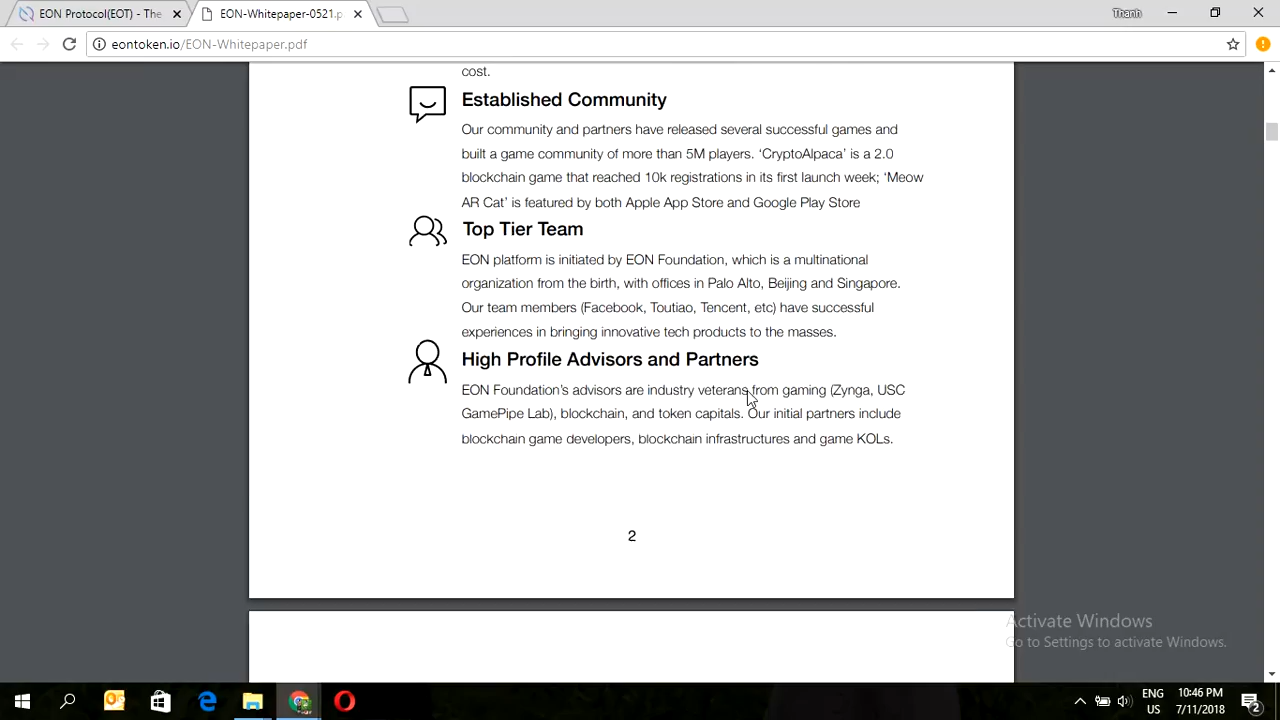 EON Protocol(EOT) - The
EON-Whitepaper-0521.p
Thanh
eontoken.io/EON-Whitepaper.pdf
cost.
Established Community
Our community and partners have released several successful games and
built a game community of more than 5M players. ‘CryptoAlpaca’ is a 2.0
blockchain game that reached 10k registrations in its first launch week; ‘Meow
AR Cat’ is featured by both Apple App Store and Google Play Store
Top Tier Team
EON platform is initiated by EON Foundation, which is a multinational
organization from the birth, with offices in Palo Alto, Beijing and Singapore.
Our team members (Facebook, Toutiao, Tencent, etc) have successful
experiences in bringing innovative tech products to the masses.
High Profile Advisors and Partners
EON Foundation’s advisors are industry veterans from gaming (Zynga, USC
GamePipe Lab), blockchain, and token capitals. Our initial partners include
blockchain game developers, blockchain infrastructures and game KOLs.
2
Activate Windows
Go to Settings to activate Windows.
ENG
US
10:46 PM
7/11/2018
2